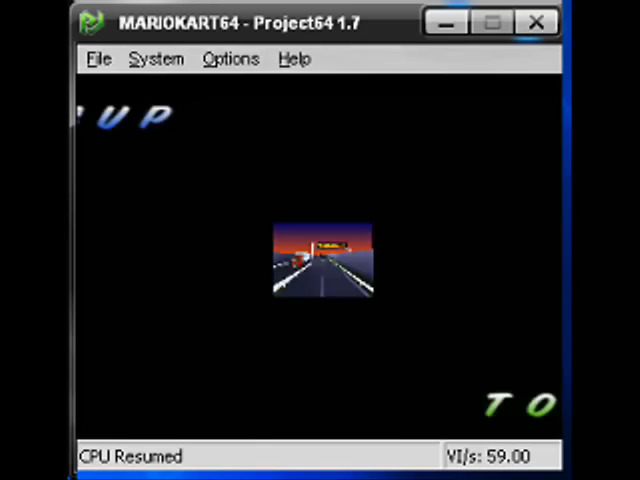 MARIOKART64 - Project64 1.7
File System Options Help
UP
TO
CPU Resumed
VI/s: 59.00